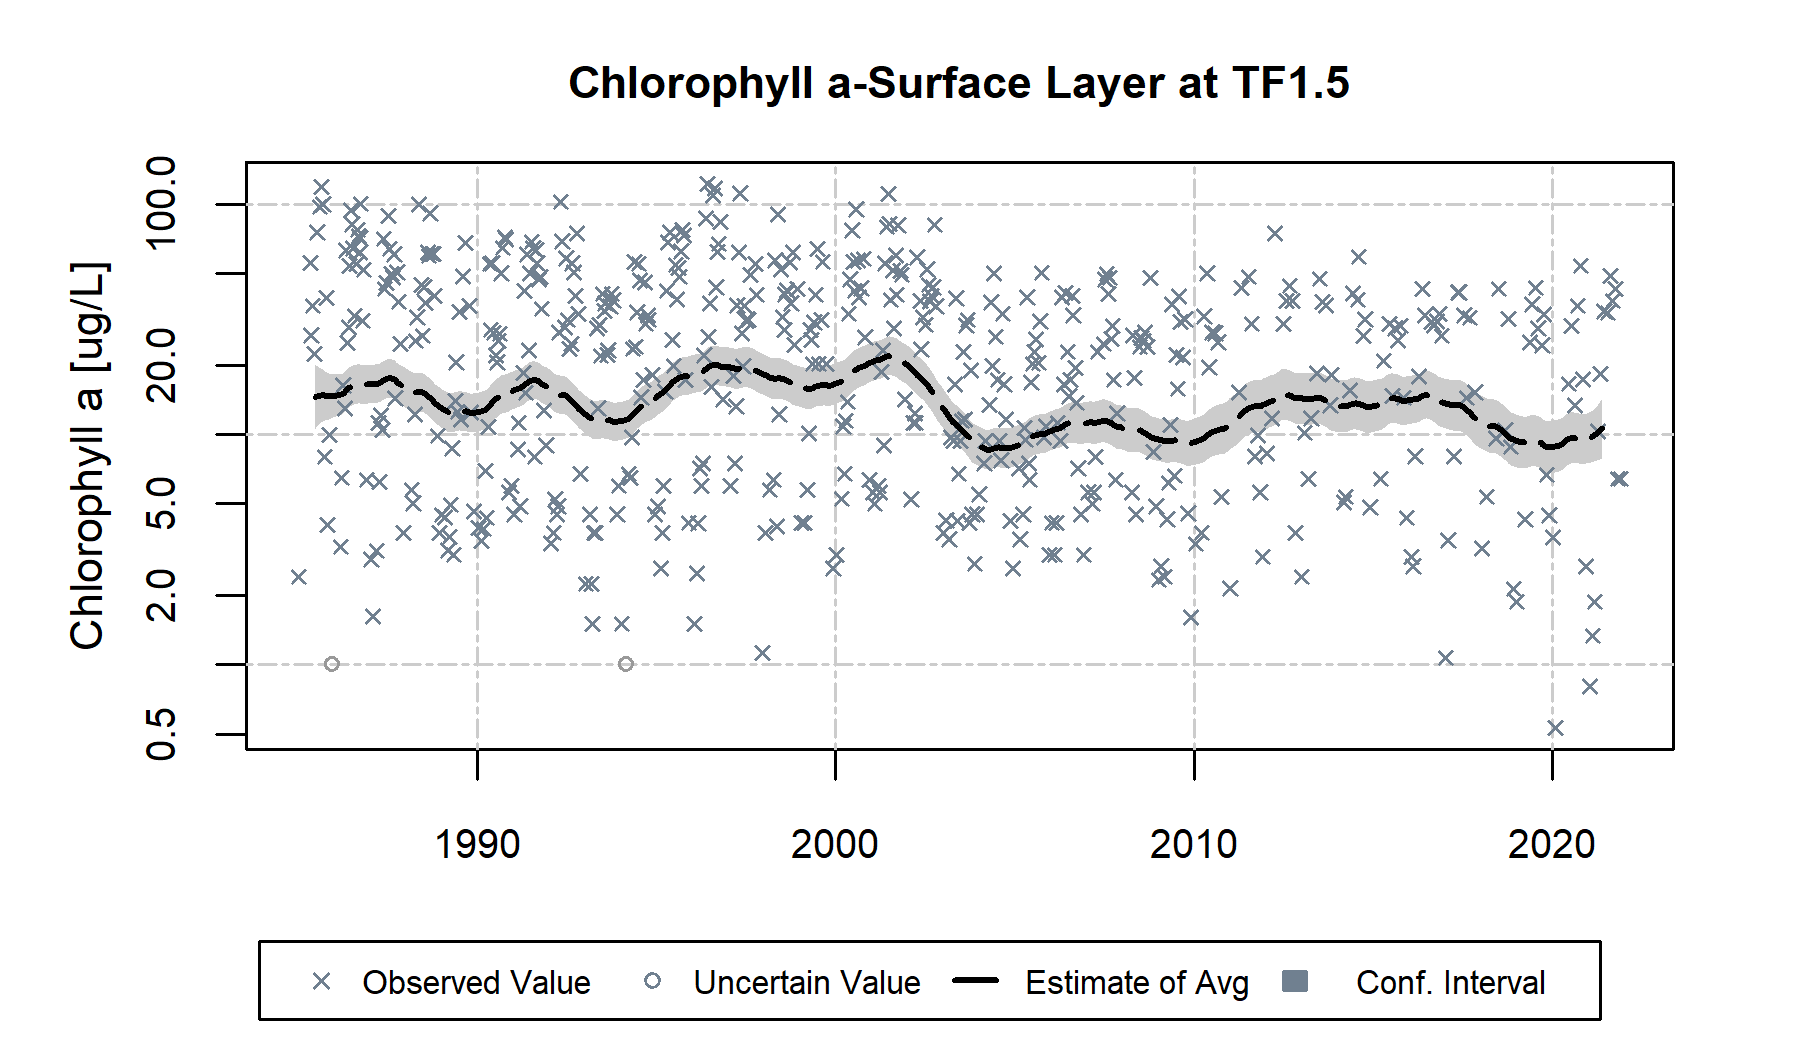 Chlorophyll a-Surface Layer at TF1.5
Chlorophyll a [ug/L]
100.0
20.0
5.0
2.0
0.5
1990 2000 2010 2020
Observed Value Uncertain Value Estimate of Avg Conf. Interval